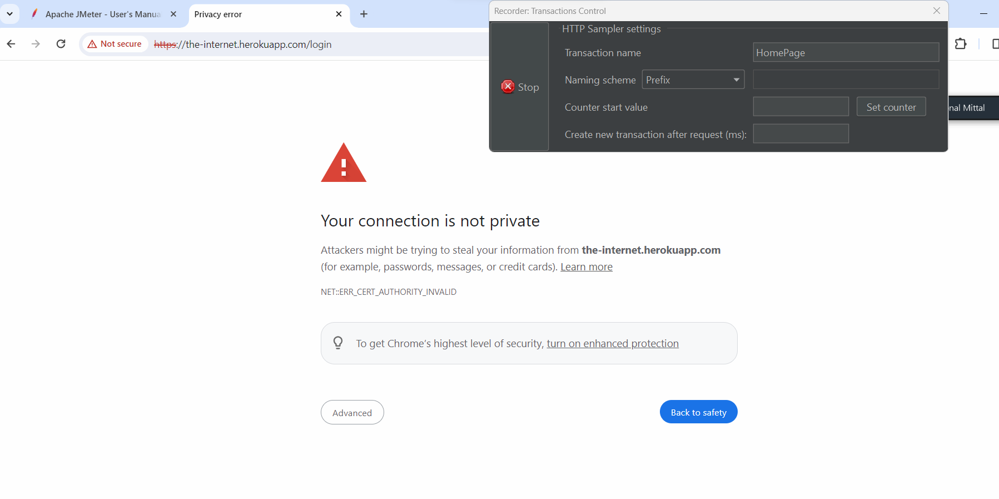 Apache JMeter - User's Manua
Privacy error
Recorder: Transactions Control
Not secure
https://the-internet.herokuapp.com/login
HTTP Sampler settings
Transaction name
HomePage
Naming scheme
Prefix
Stop
Counter start value
Set counter
Create new transaction after request (ms):
nal Mittal
Your connection is not private
Attackers might be trying to steal your information from the-internet.herokuapp.com
(for example, passwords, messages, or credit cards). Learn more
NET::ERR_CERT_AUTHORITY_INVALID
To get Chrome’s highest level of security, turn on enhanced protection
Advanced
Back to safety